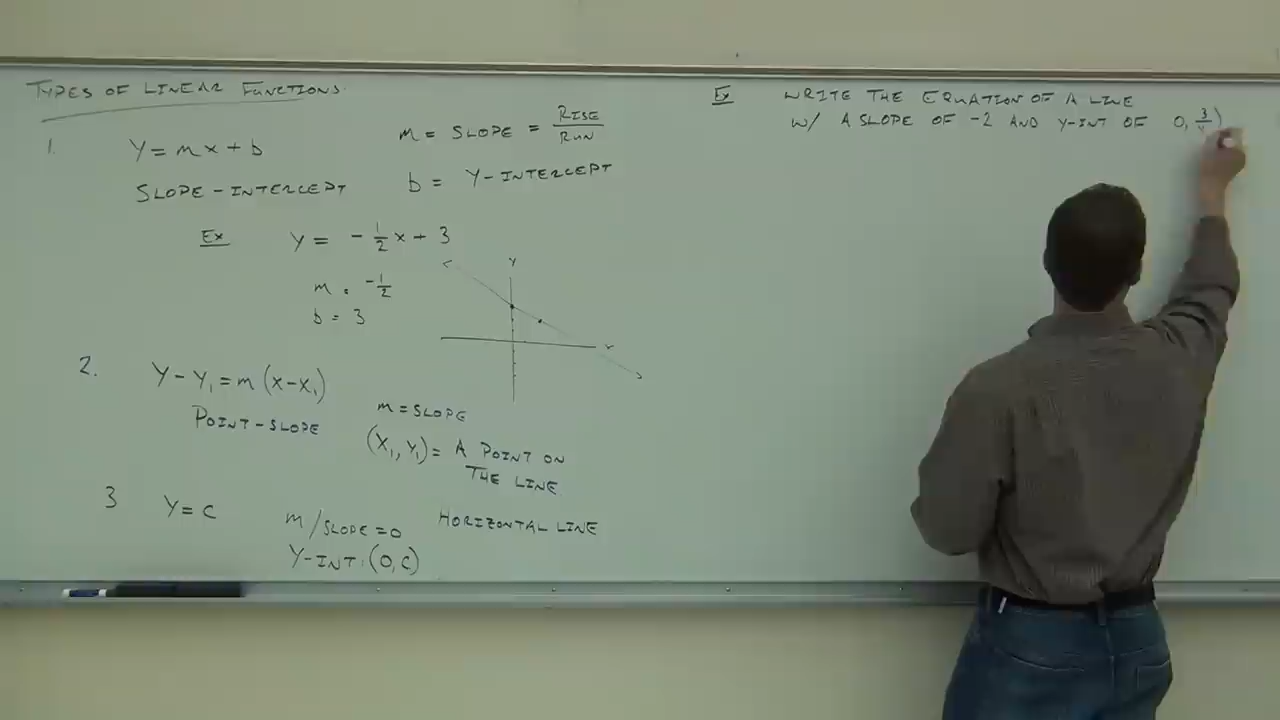 TYPES OF LINEAR FUNCTIONS
1. Y = mx + b
SLOPE-INTERCEPT
m = SLOPE = RISE/RUN
b = Y-INTERCEPT
Ex Y = -1/2 x + 3
m = -1/2
b = 3
Y
x
2. Y - Y₁ = m(x - x₁)
POINT-SLOPE
m = SLOPE
(X₁, Y₁) = A POINT ON
THE LINE
3 Y = C
m/SLOPE = 0 HORIZONTAL LINE
Y-INT: (0, C)
Ex WRITE THE EQUATION OF A LINE
W/ A SLOPE OF -2 AND Y-INT OF 0, 3/